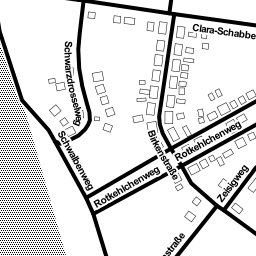 Clara-Schabbe
Schwarzdrosselweg
Schwalbenweg
Birkenstraße
Rotkehlchenweg
Rotkehlchenweg
Zeisigweg
straße